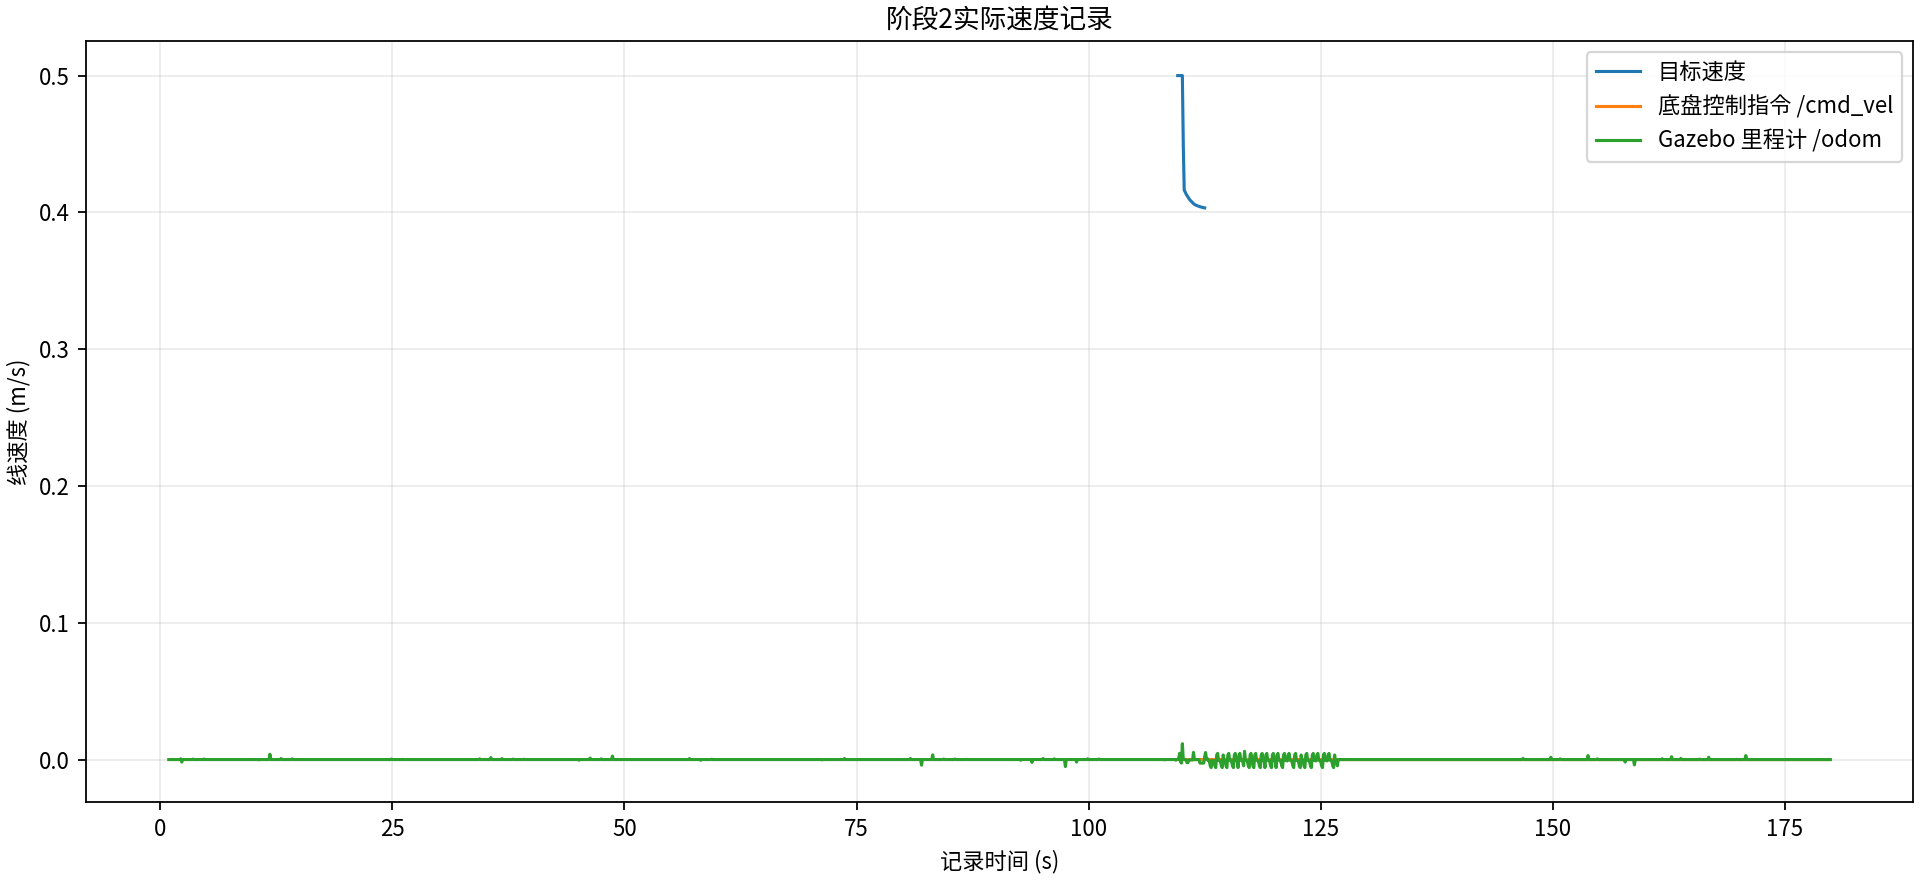 阶段2实际速度记录
目标速度
底盘控制指令 /cmd_vel
Gazebo 里程计 /odom
线速度 (m/s)
0.5
0.4
0.3
0.2
0.1
0.0
0 25 50 75 100 125 150 175
记录时间 (s)